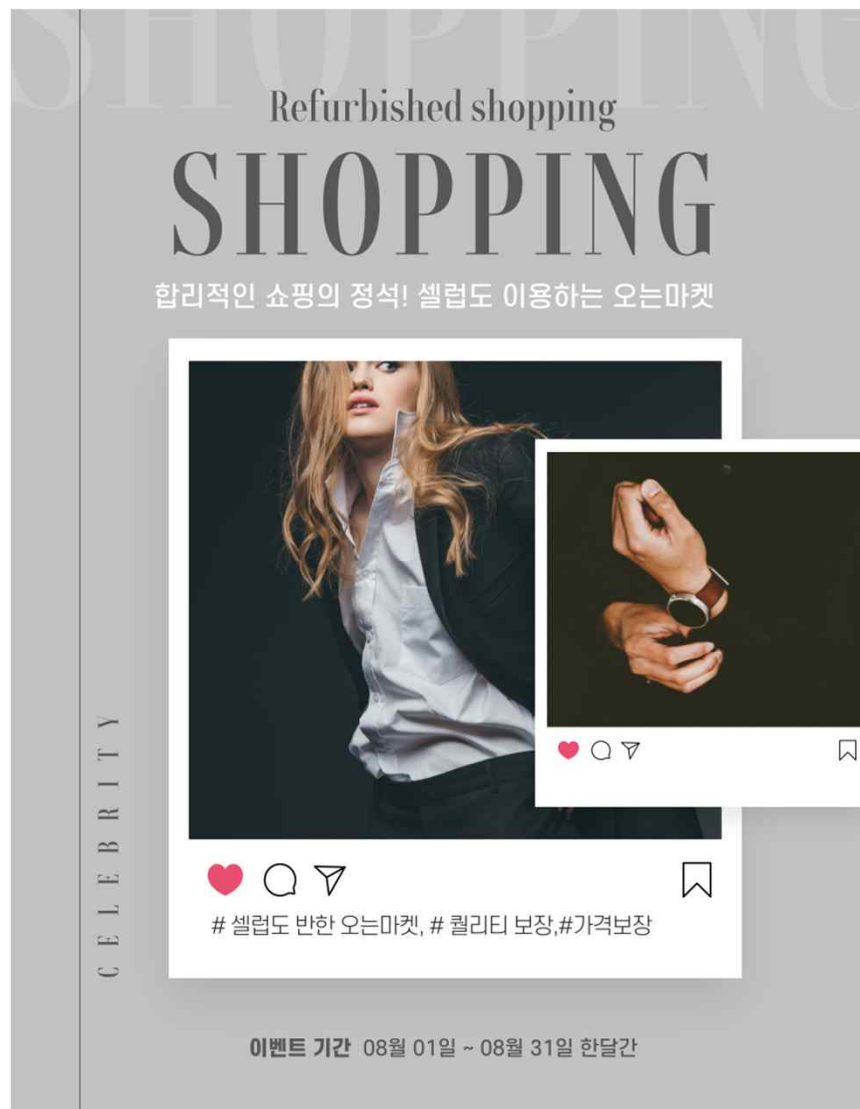 SHOPPING
Refurbished shopping
SHOPPING
합리적인 쇼핑의 정석! 셀럽도 이용하는 오는마켓
CELEBRITY
# 셀럽도 반한 오는마켓, # 퀄리티 보장,#가격보장
이벤트 기간 08월 01일 ~ 08월 31일 한달간